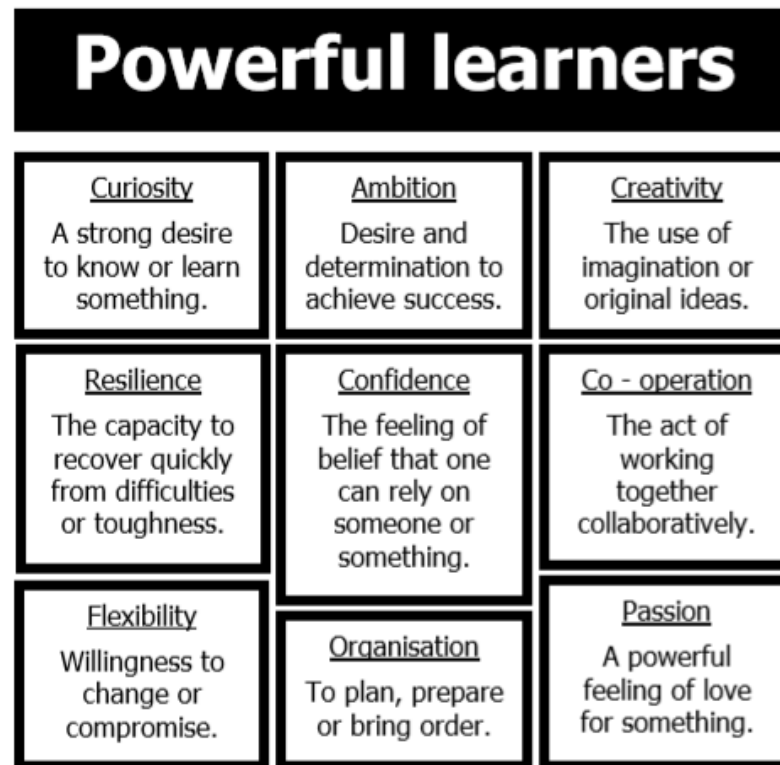 Powerful learners
Curiosity
A strong desire
to know or learn
something.
Ambition
Desire and
determination to
achieve success.
Creativity
The use of
imagination or
original ideas.
Resilience
The capacity to
recover quickly
from difficulties
or toughness.
Confidence
The feeling of
belief that one
can rely on
someone or
something.
Co - operation
The act of
working
together
collaboratively.
Flexibility
Willingness to
change or
compromise.
Organisation
To plan, prepare
or bring order.
Passion
A powerful
feeling of love
for something.